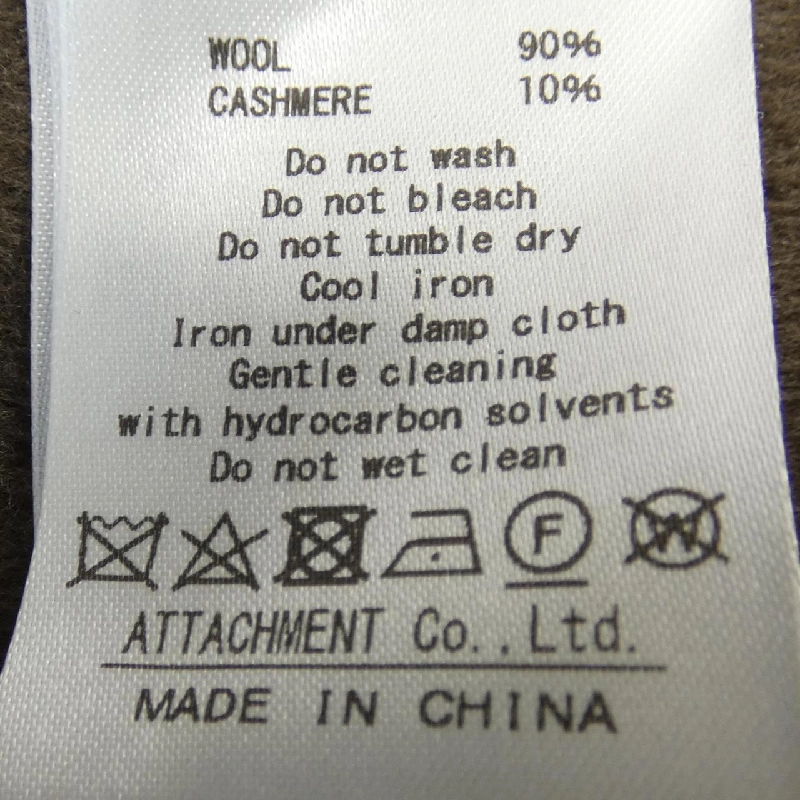 WOOL 90%
CASHMERE 10%
Do not wash
Do not bleach
Do not tumble dry
Cool iron
Iron under damp cloth
Gentle cleaning
with hydrocarbon solvents
Do not wet clean
F W
ATTACHMENT Co.,Ltd.
MADE IN CHINA